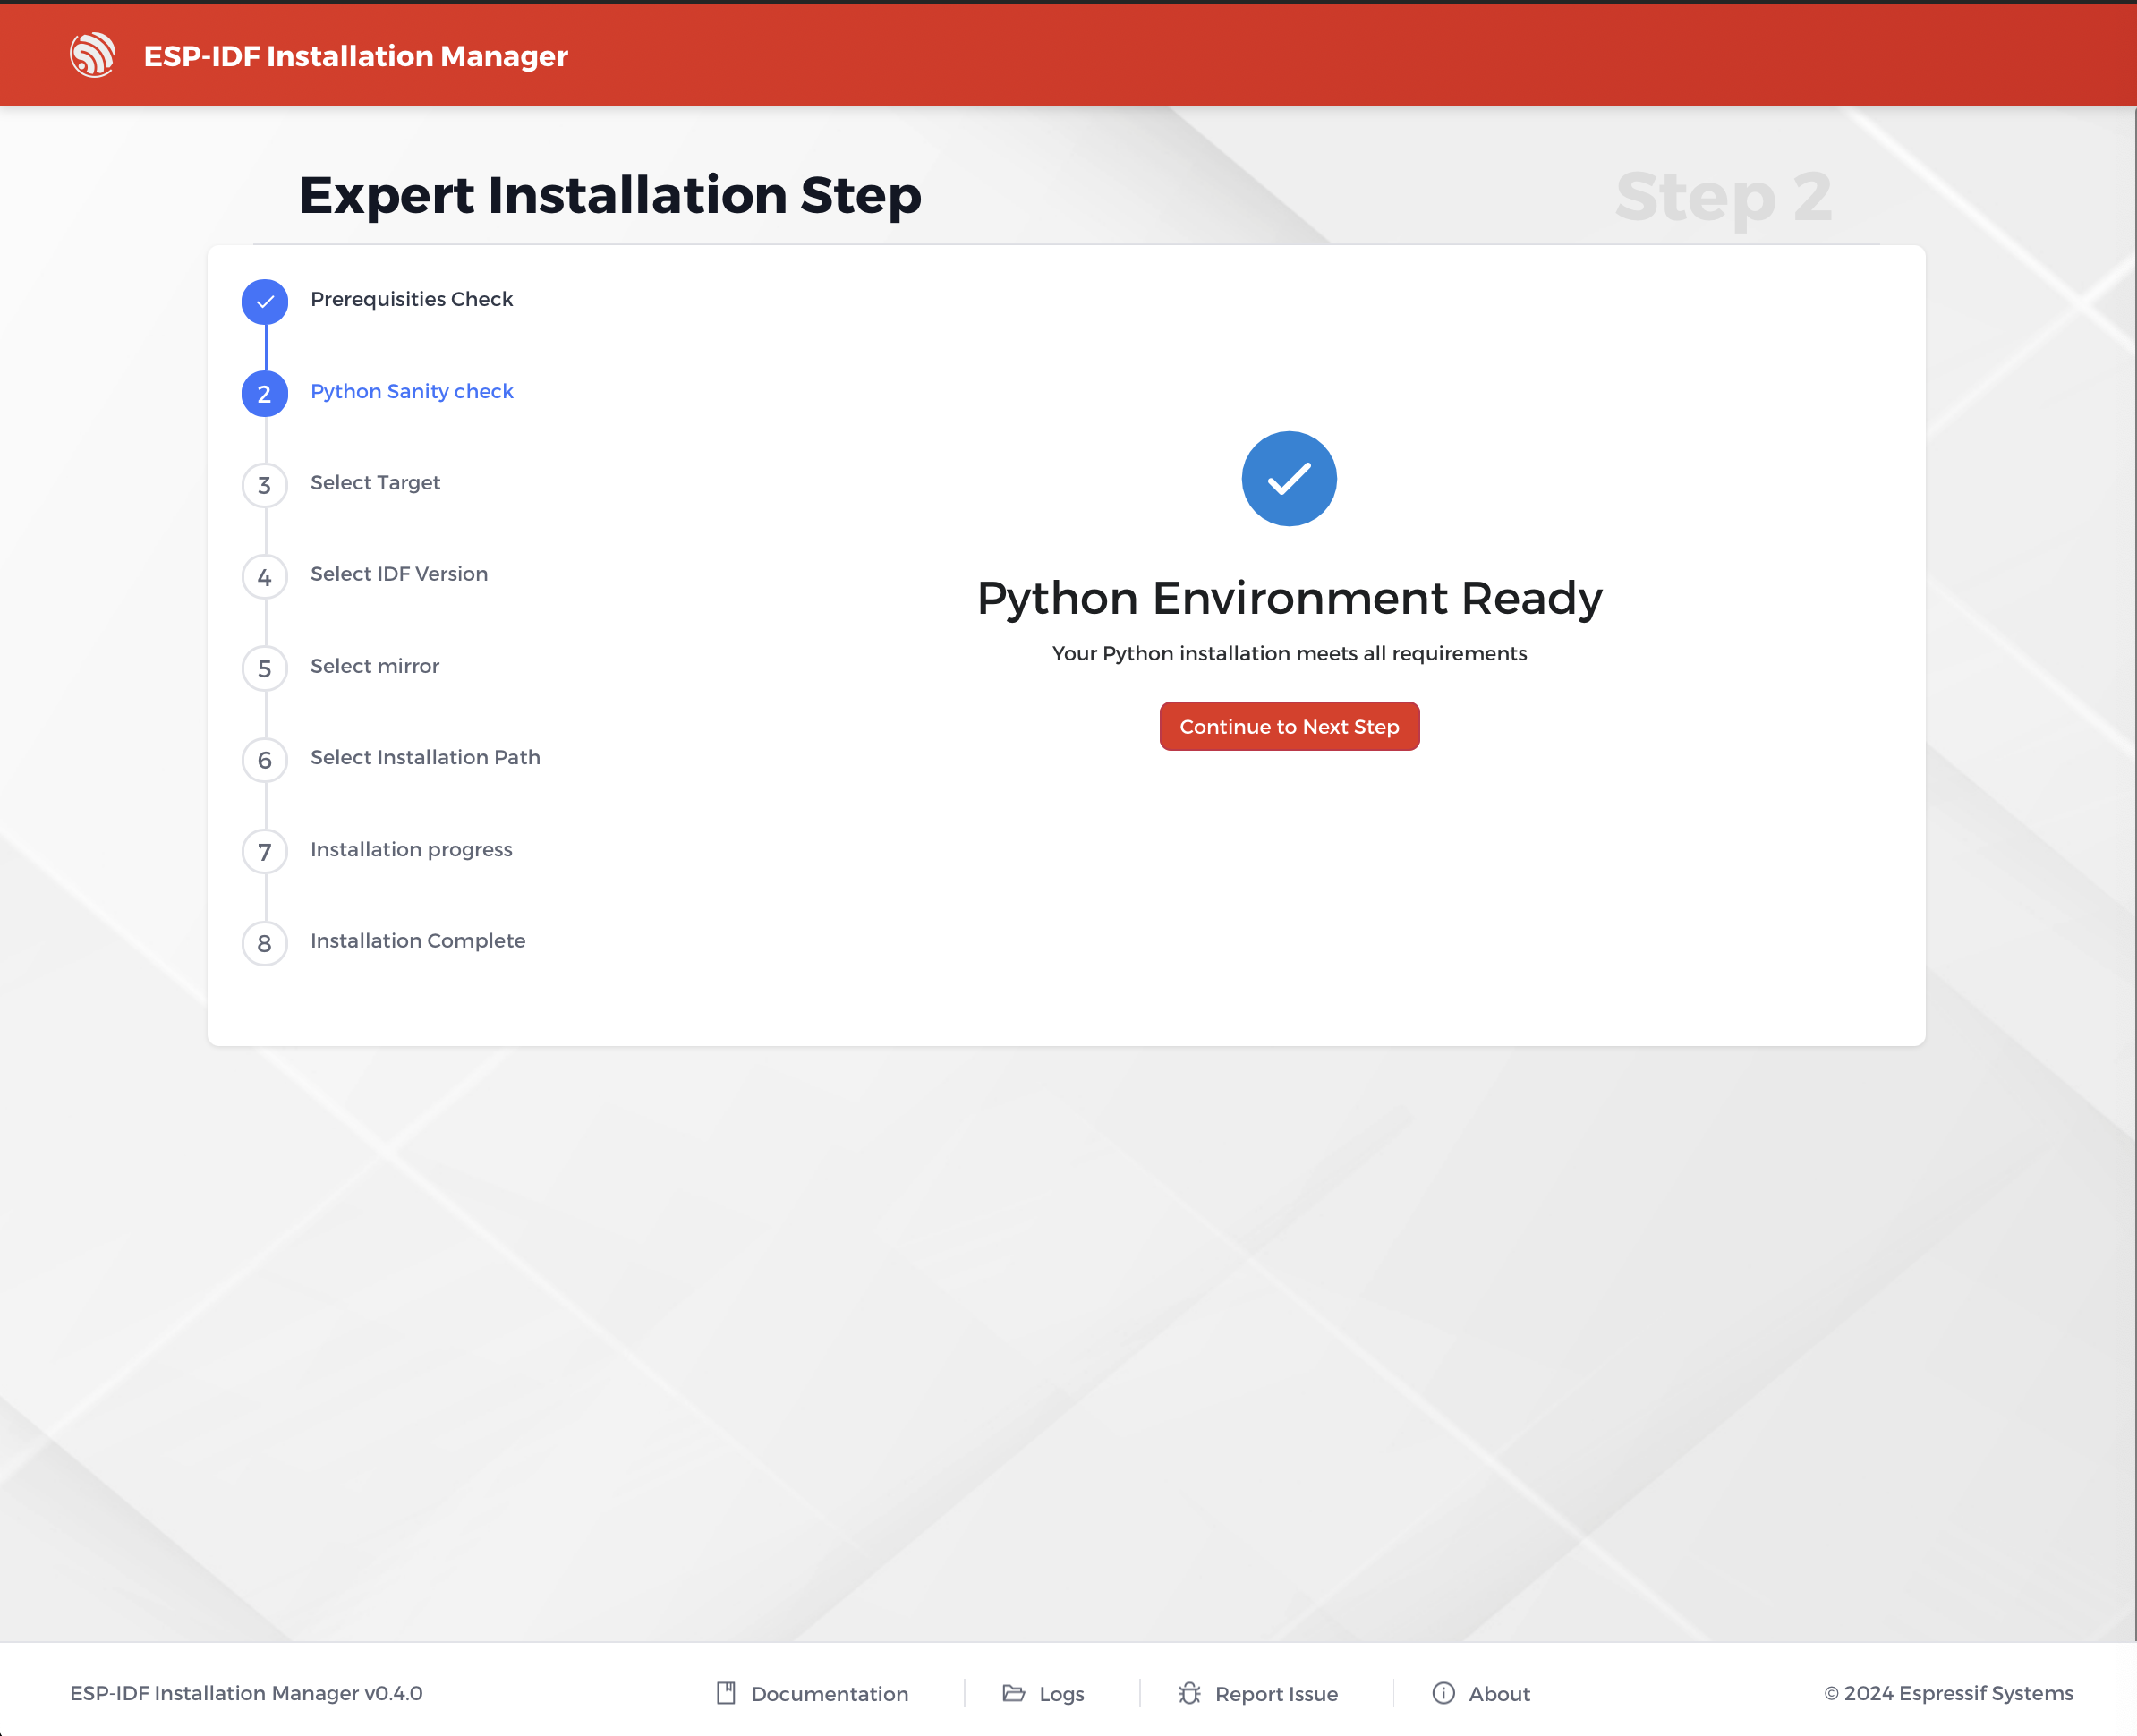 ESP-IDF Installation Manager
Expert Installation Step
Step 2
Prerequisities Check
2 Python Sanity check
3 Select Target
4 Select IDF Version
5 Select mirror
6 Select Installation Path
7 Installation progress
8 Installation Complete
Python Environment Ready
Your Python installation meets all requirements
Continue to Next Step
ESP-IDF Installation Manager v0.4.0
Documentation
Logs
Report Issue
About
© 2024 Espressif Systems